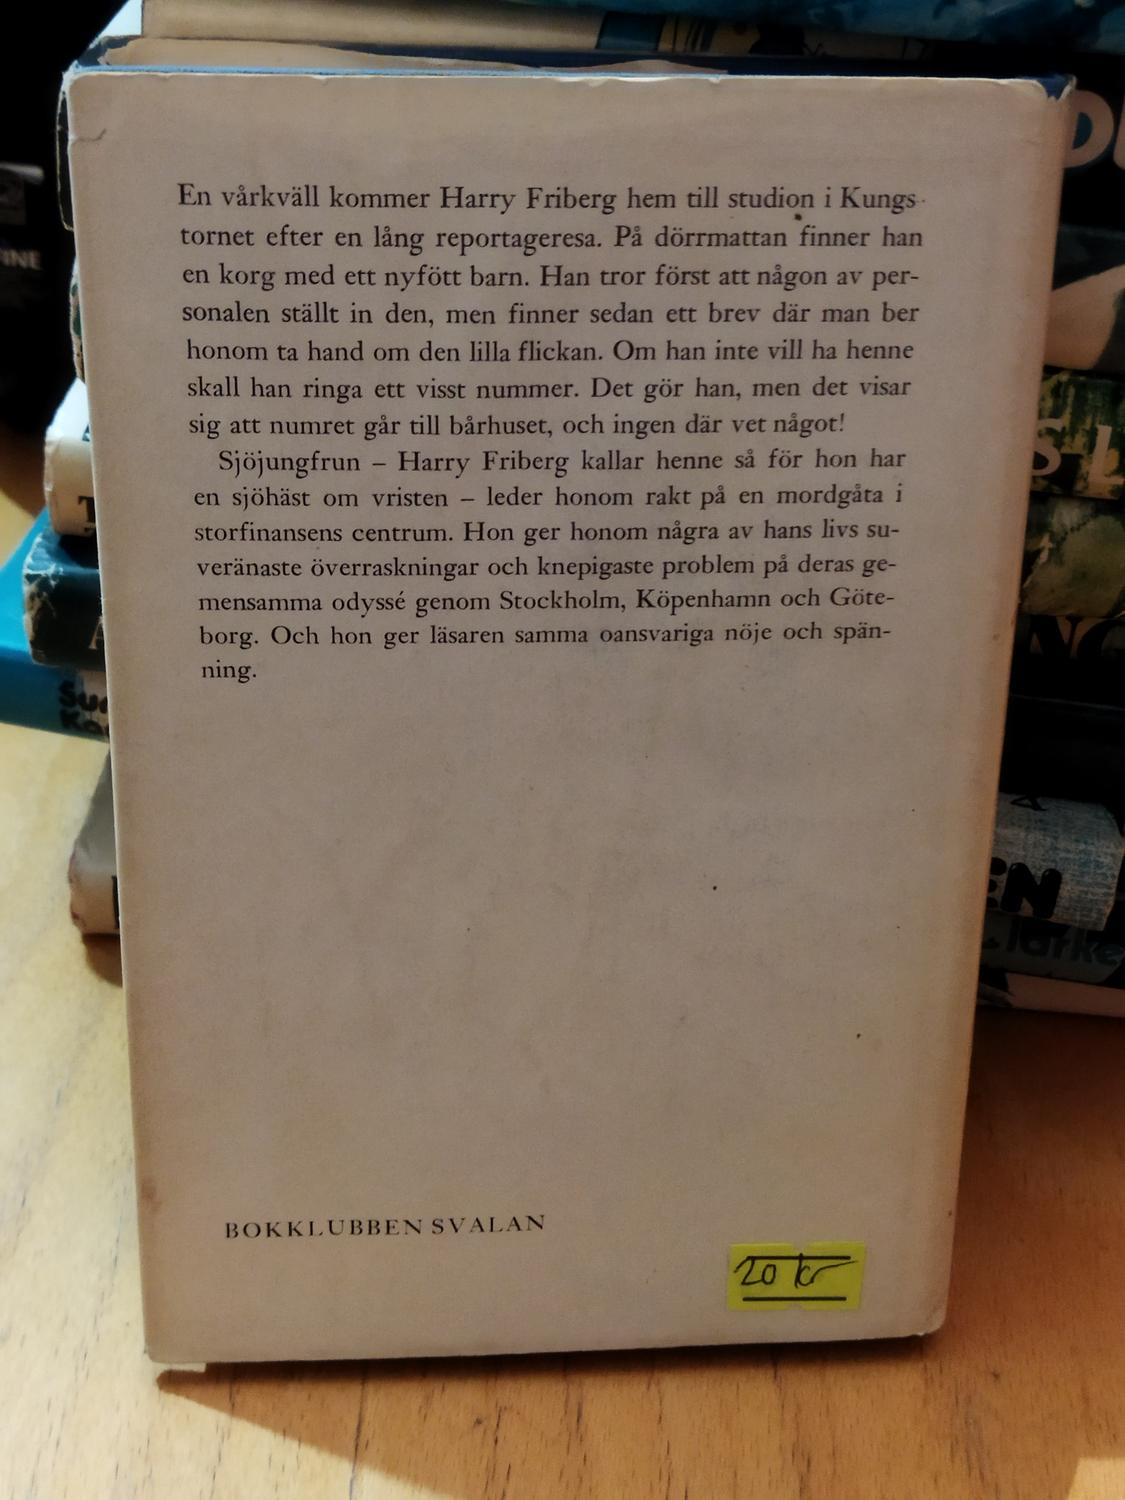 En vårkväll kommer Harry Friberg hem till studion i Kungs-
tornet efter en lång reportageresa. På dörrmattan finner han
en korg med ett nyfött barn. Han tror först att någon av per-
sonalen ställt in den, men finner sedan ett brev där man ber
honom ta hand om den lilla flickan. Om han inte vill ha henne
skall han ringa ett visst nummer. Det gör han, men det visar
sig att numret går till bårhuset, och ingen där vet något!
Sjöjungfrun – Harry Friberg kallar henne så för hon har
en sjöhäst om vristen – leder honom rakt på en mordgåta i
storfinansens centrum. Hon ger honom några av hans livs su-
veränaste överraskningar och knepigaste problem på deras ge-
mensamma odyssé genom Stockholm, Köpenhamn och Göte-
borg. Och hon ger läsaren samma oansvariga nöje och spän-
ning.
BOKKLUBBEN SVALAN
20 kr